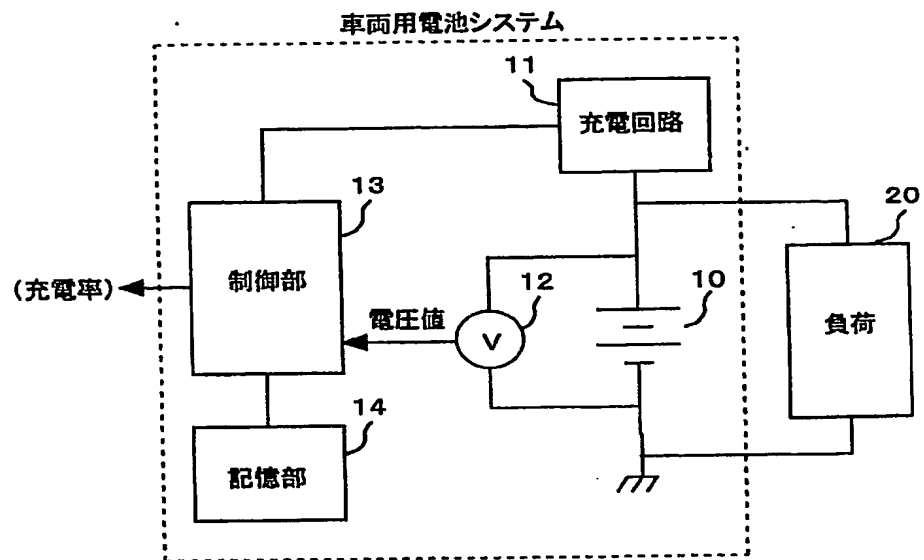 車両用電池システム
11
充電回路
13
制御部
(充電率)
電圧値
12
V
10
20
負荷
14
記憶部